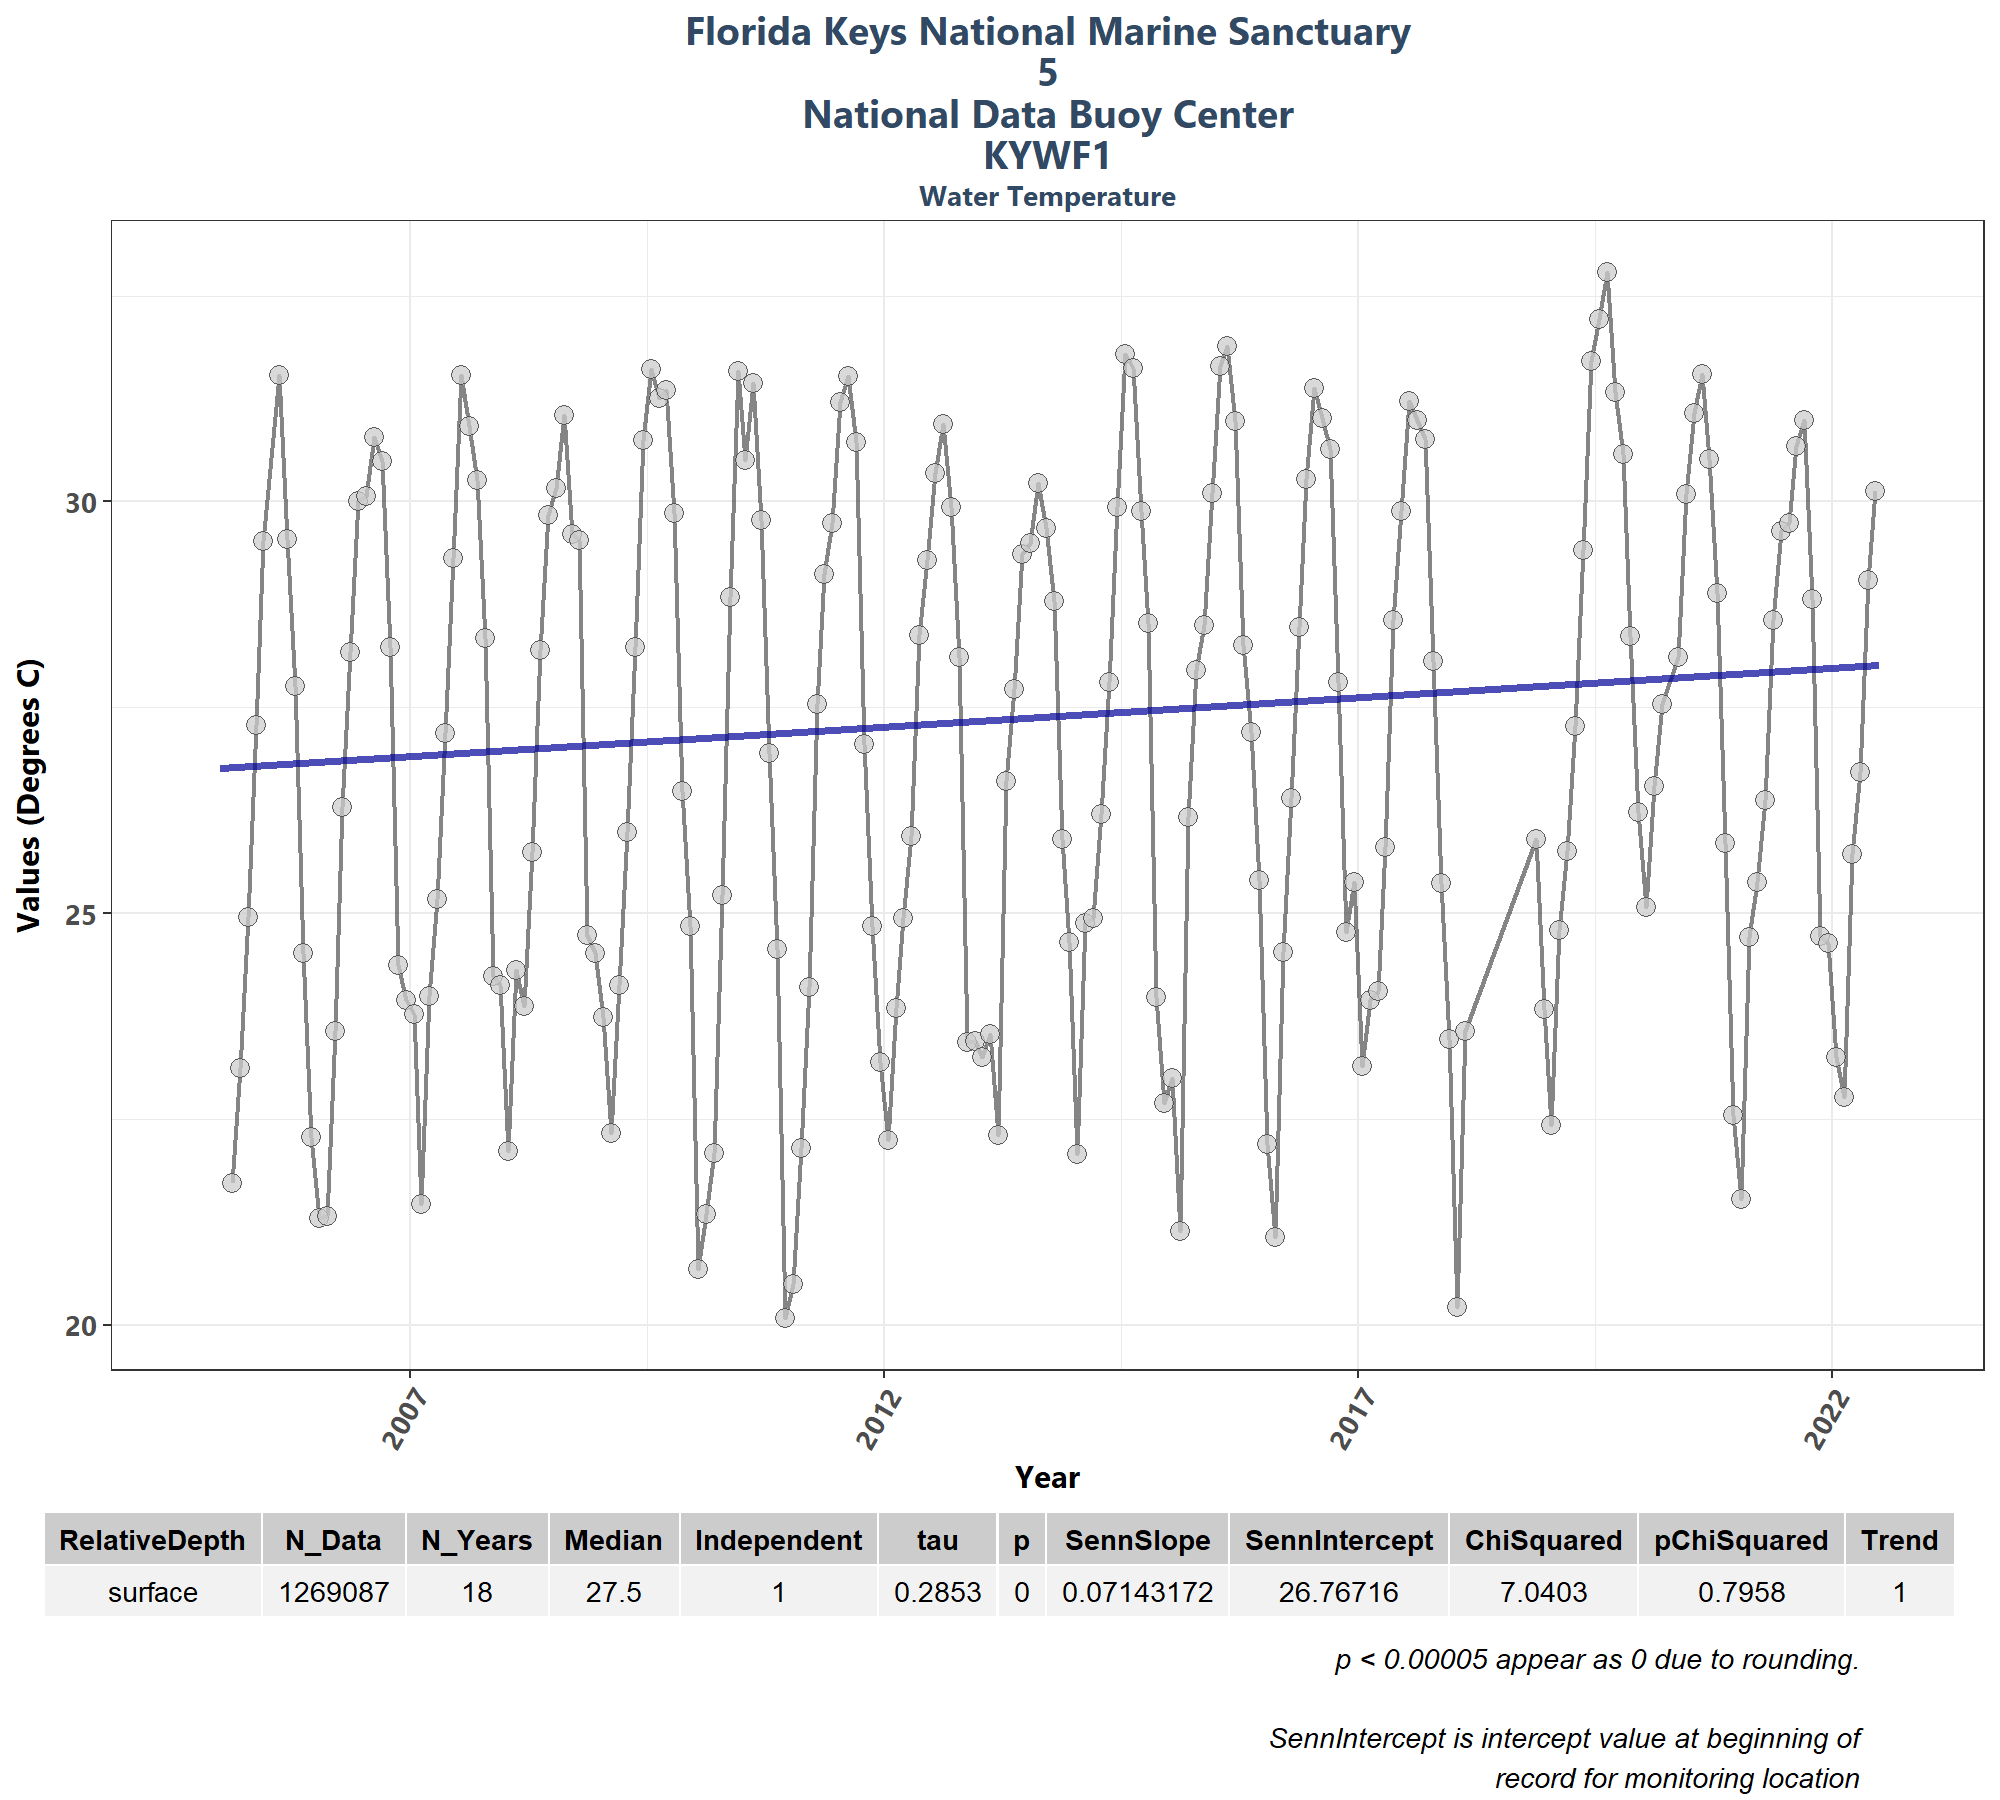 Florida Keys National Marine Sanctuary
5
National Data Buoy Center
KYWF1
Water Temperature
Values (Degrees C)
30
25
20
2007 2012 2017 2022
Year
RelativeDepth N_Data N_Years Median Independent tau p SennSlope SennIntercept ChiSquared pChiSquared Trend
surface 1269087 18 27.5 1 0.2853 0 0.07143172 26.76716 7.0403 0.7958 1
p < 0.00005 appear as 0 due to rounding.
SennIntercept is intercept value at beginning of
record for monitoring location